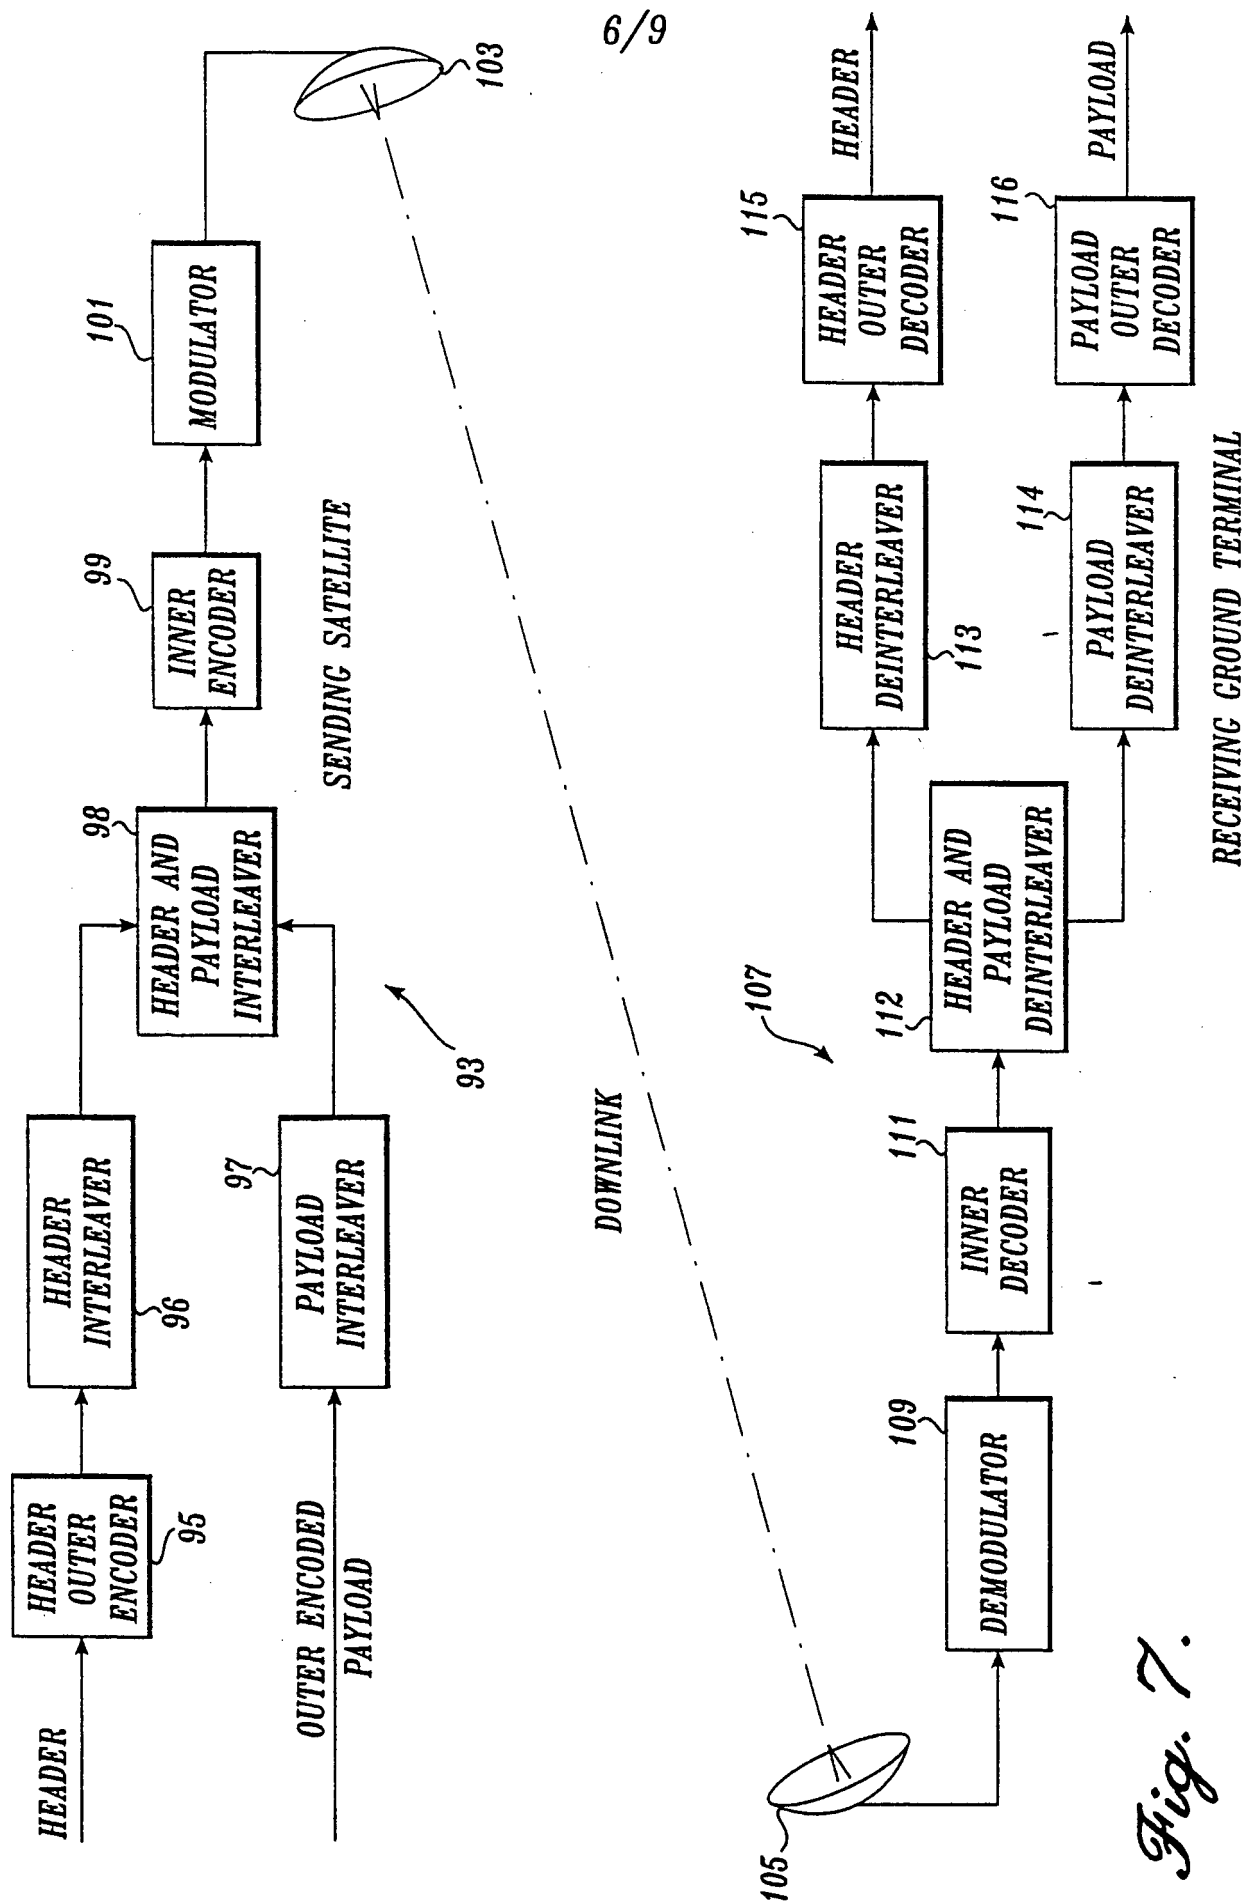 6/9
HEADER
HEADER
OUTER
ENCODER
95
HEADER
INTERLEAVER
96
OUTER ENCODED
PAYLOAD
PAYLOAD
INTERLEAVER
97
HEADER AND
PAYLOAD
INTERLEAVER
98
93
INNER
ENCODER
99
MODULATOR
101
103
SENDING SATELLITE
DOWNLINK
105
DEMODULATOR
109
INNER
DECODER
111
107
HEADER AND
PAYLOAD
DEINTERLEAVER
112
HEADER
DEINTERLEAVER
113
HEADER
OUTER
DECODER
115
HEADER
PAYLOAD
DEINTERLEAVER
114
PAYLOAD
OUTER
DECODER
116
PAYLOAD
RECEIVING GROUND TERMINAL
Fig. 7.